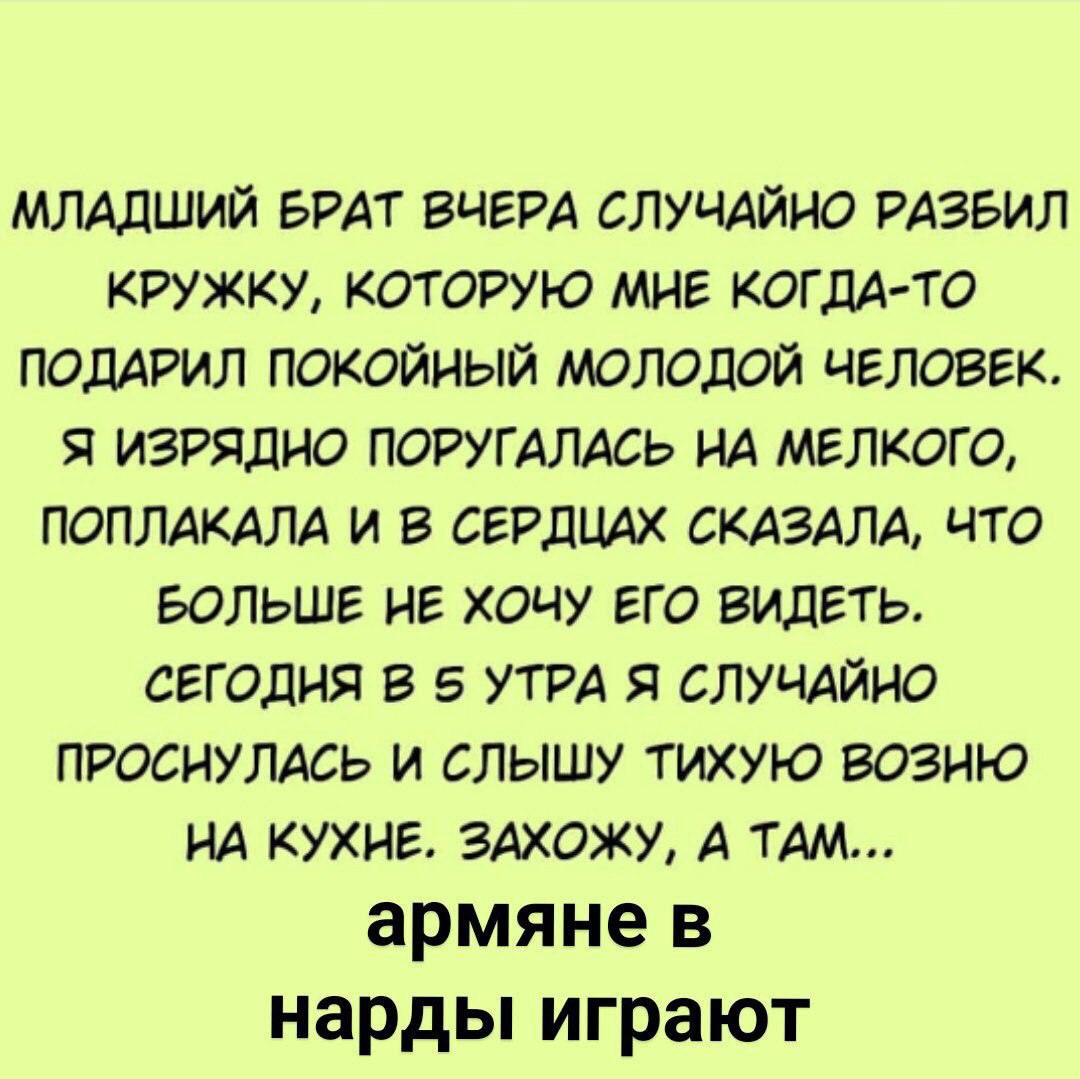 МЛАДШИЙ БРАТ ВЧЕРА СЛУЧАЙНО РАЗБИЛ
КРУЖКУ, КОТОРУЮ МНЕ КОГДА-ТО
ПОДАРИЛ ПОКОЙНЫЙ МОЛОДОЙ ЧЕЛОВЕК.
Я ИЗРЯДНО ПОРУГАЛАСЬ НА МЕЛКОГО,
ПОПЛАКАЛА И В СЕРДЦАХ СКАЗАЛА, ЧТО
БОЛЬШЕ НЕ ХОЧУ ЕГО ВИДЕТЬ.
СЕГОДНЯ В 5 УТРА Я СЛУЧАЙНО
ПРОСНУЛАСЬ И СЛЫШУ ТИХУЮ ВОЗНЮ
НА КУХНЕ. ЗАХОЖУ, А ТАМ...
армяне в
нарды играют